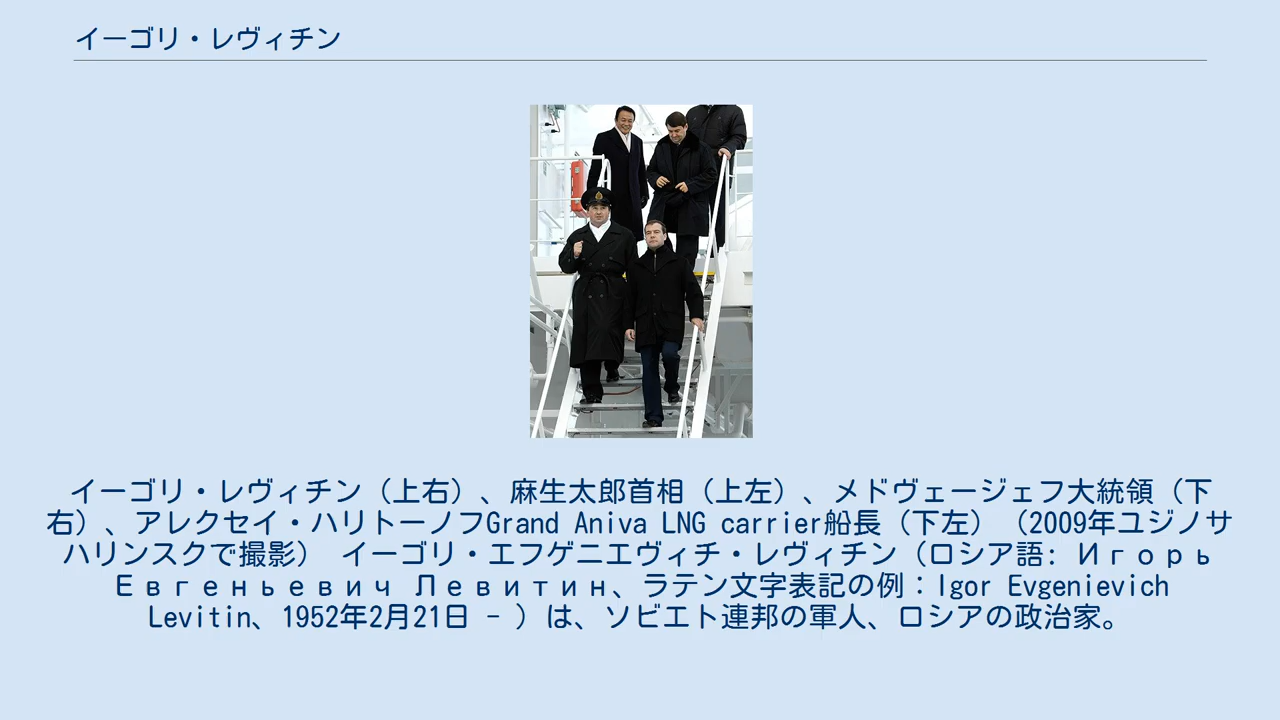 イーゴリ・レヴィチン
イーゴリ・レヴィチン（上右）、麻生太郎首相（上左）、メドヴェージェフ大統領（下
右）、アレクセイ・ハリトーノフGrand Aniva LNG carrier船長（下左）（2009年ユジノサ
ハリンスクで撮影） イーゴリ・エフゲニエヴィチ・レヴィチン（ロシア語: Игорь
Евгеньевич Левитин、ラテン文字表記の例：Igor Evgenievich
Levitin、1952年2月21日 - ）は、ソビエト連邦の軍人、ロシアの政治家。